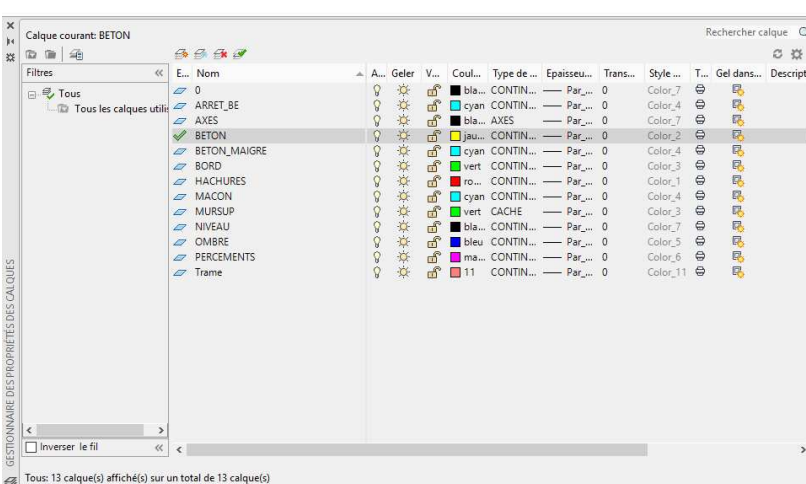 Calque courant: BETON
Rechercher calque
Filtres
E... Nom A... Geler V... Coul... Type de ... Epaisseu... Trans... Style ... T... Gel dans... Descript
Tous
Tous les calques utilis
0 bla... CONTIN... Par_... 0 Color_7
ARRET_BE cyan CONTIN... Par_... 0 Color_4
AXES bla... AXES Par_... 0 Color_7
BETON jau... CONTIN... Par_... 0 Color_2
BETON_MAIGRE cyan CONTIN... Par_... 0 Color_4
BORD vert CONTIN... Par_... 0 Color_3
HACHURES ro... CONTIN... Par_... 0 Color_1
MACON cyan CONTIN... Par_... 0 Color_4
MURSUP vert CACHE Par_... 0 Color_3
NIVEAU bla... CONTIN... Par_... 0 Color_7
OMBRE bleu CONTIN... Par_... 0 Color_5
PERCEMENTS ma... CONTIN... Par_... 0 Color_6
Trame 11 CONTIN... Par_... 0 Color_11
Inverser le fil
Tous: 13 calque(s) affiché(s) sur un total de 13 calque(s)
GESTIONNAIRE DES PROPRIÉTÉS DES CALQUES